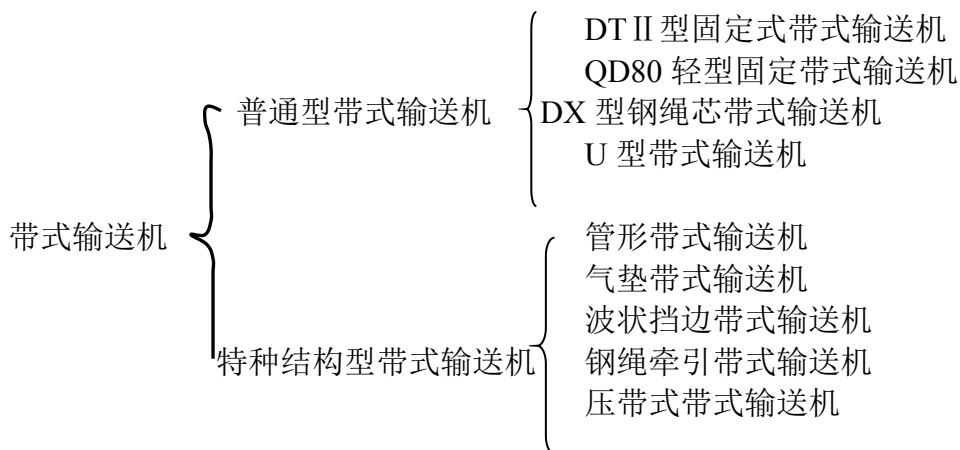 DTⅡ型固定式带式输送机
QD80 轻型固定带式输送机
普通型带式输送机
DX 型钢绳芯带式输送机
U 型带式输送机
带式输送机
管形带式输送机
气垫带式输送机
波状挡边带式输送机
特种结构型带式输送机
钢绳牵引带式输送机
压带式带式输送机